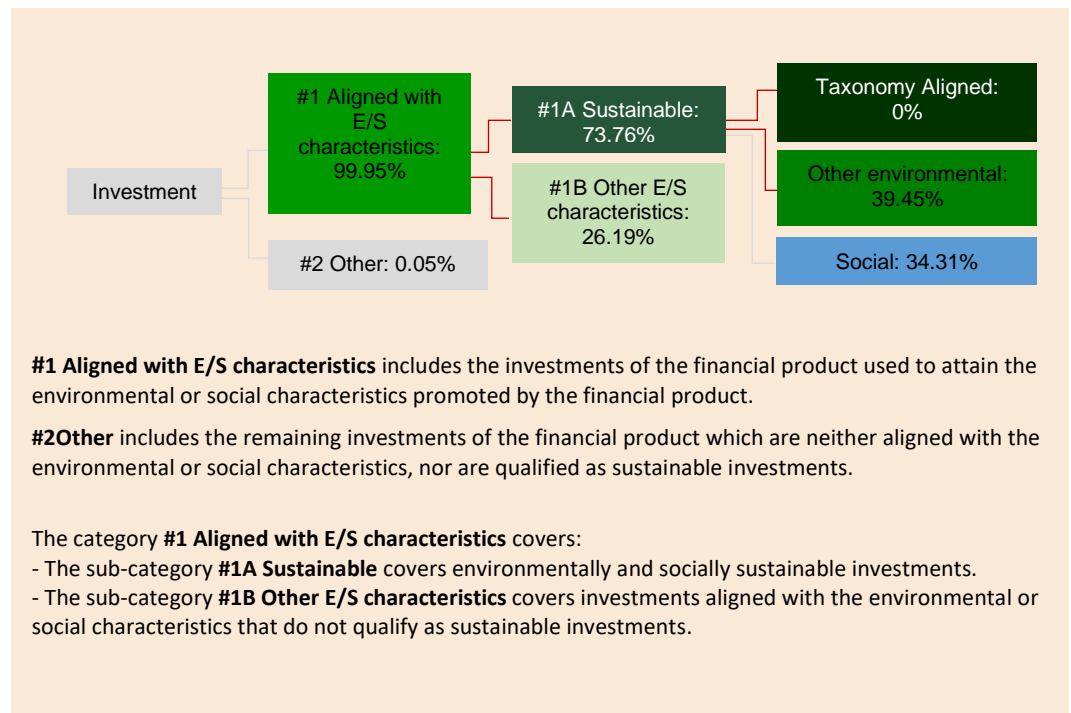 Investment
#1 Aligned with
E/S
characteristics:
99.95%
#2 Other: 0.05%
#1A Sustainable:
73.76%
#1B Other E/S
characteristics:
26.19%
Taxonomy Aligned:
0%
Other environmental:
39.45%
Social: 34.31%
#1 Aligned with E/S characteristics includes the investments of the financial product used to attain the
environmental or social characteristics promoted by the financial product.
#2Other includes the remaining investments of the financial product which are neither aligned with the
environmental or social characteristics, nor are qualified as sustainable investments.
The category #1 Aligned with E/S characteristics covers:
- The sub-category #1A Sustainable covers environmentally and socially sustainable investments.
- The sub-category #1B Other E/S characteristics covers investments aligned with the environmental or
social characteristics that do not qualify as sustainable investments.